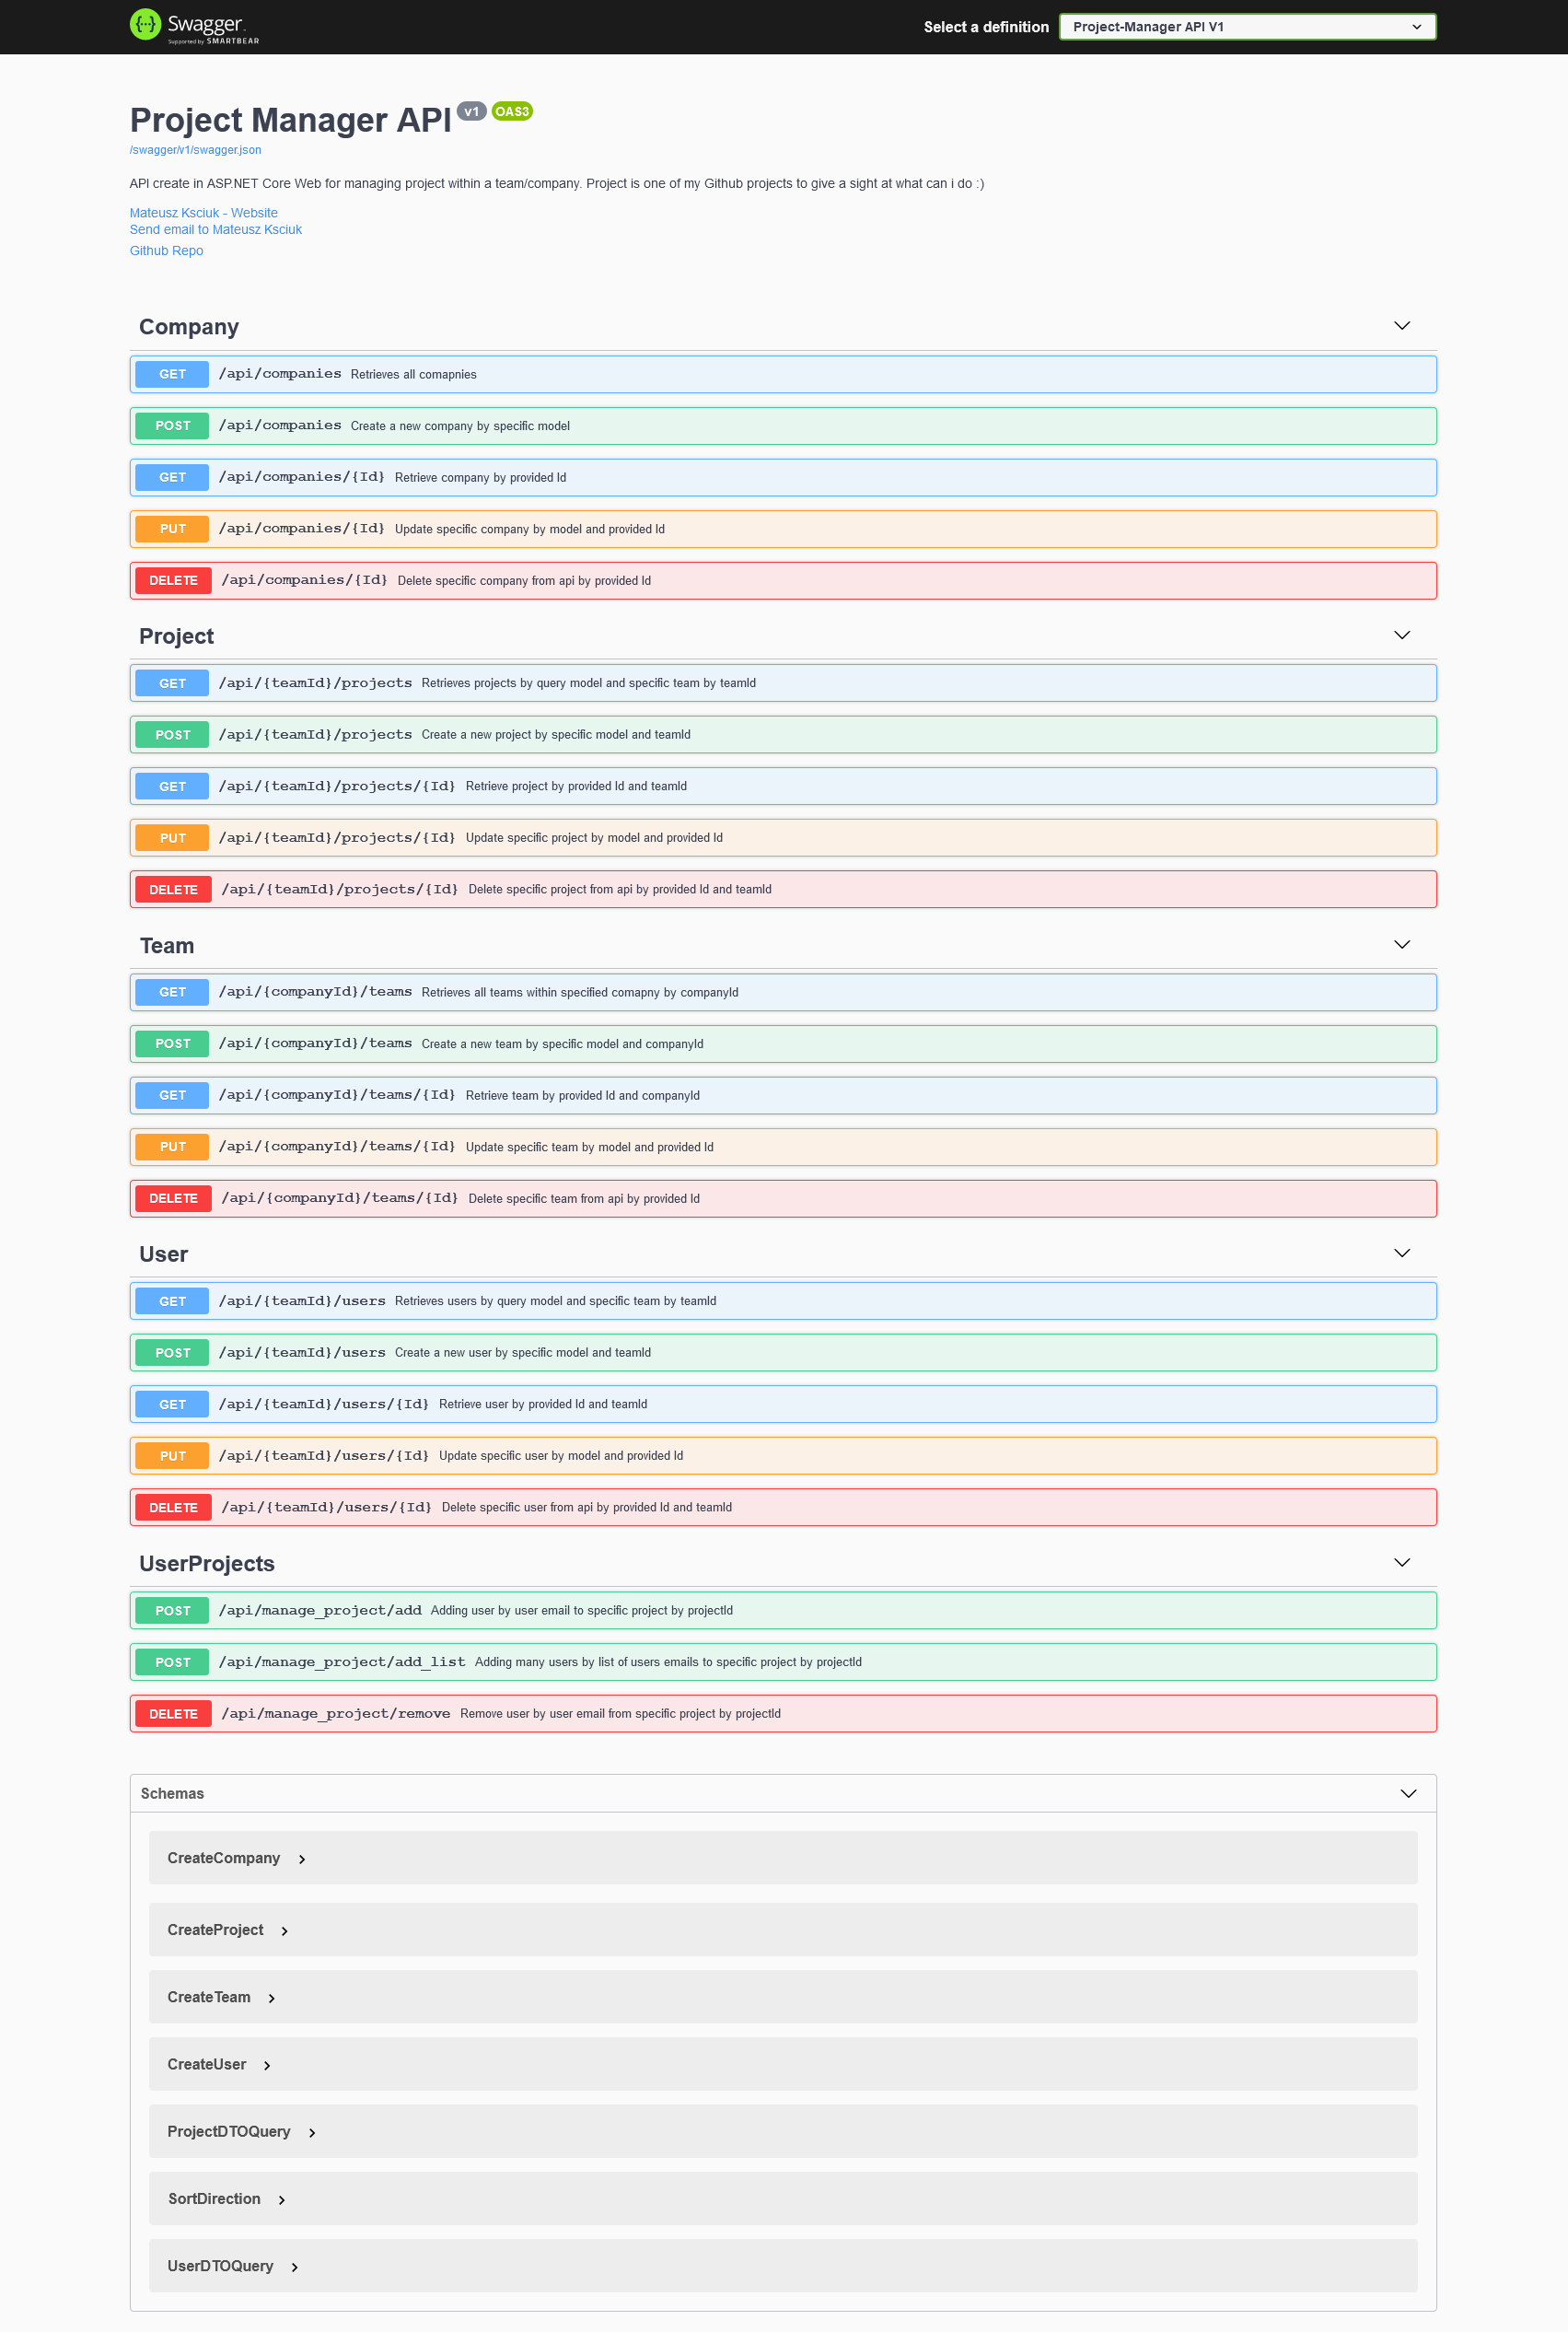 Swagger
Supported by SMARTBEAR
Select a definition
Project-Manager API V1
Project Manager API v1 OAS3
/swagger/v1/swagger.json
API create in ASP.NET Core Web for managing project within a team/company. Project is one of my Github projects to give a sight at what can i do :)
Mateusz Ksciuk - Website
Send email to Mateusz Ksciuk
Github Repo
Company
GET /api/companies Retrieves all comapnies
POST /api/companies Create a new company by specific model
GET /api/companies/{Id} Retrieve company by provided Id
PUT /api/companies/{Id} Update specific company by model and provided Id
DELETE /api/companies/{Id} Delete specific company from api by provided Id
Project
GET /api/{teamId}/projects Retrieves projects by query model and specific team by teamId
POST /api/{teamId}/projects Create a new project by specific model and teamId
GET /api/{teamId}/projects/{Id} Retrieve project by provided Id and teamId
PUT /api/{teamId}/projects/{Id} Update specific project by model and provided Id
DELETE /api/{teamId}/projects/{Id} Delete specific project from api by provided Id and teamId
Team
GET /api/{companyId}/teams Retrieves all teams within specified comapny by companyId
POST /api/{companyId}/teams Create a new team by specific model and companyId
GET /api/{companyId}/teams/{Id} Retrieve team by provided Id and companyId
PUT /api/{companyId}/teams/{Id} Update specific team by model and provided Id
DELETE /api/{companyId}/teams/{Id} Delete specific team from api by provided Id
User
GET /api/{teamId}/users Retrieves users by query model and specific team by teamId
POST /api/{teamId}/users Create a new user by specific model and teamId
GET /api/{teamId}/users/{Id} Retrieve user by provided Id and teamId
PUT /api/{teamId}/users/{Id} Update specific user by model and provided Id
DELETE /api/{teamId}/users/{Id} Delete specific user from api by provided Id and teamId
UserProjects
POST /api/manage_project/add Adding user by user email to specific project by projectId
POST /api/manage_project/add_list Adding many users by list of users emails to specific project by projectId
DELETE /api/manage_project/remove Remove user by user email from specific project by projectId
Schemas
CreateCompany
CreateProject
CreateTeam
CreateUser
ProjectDTOQuery
SortDirection
UserDTOQuery